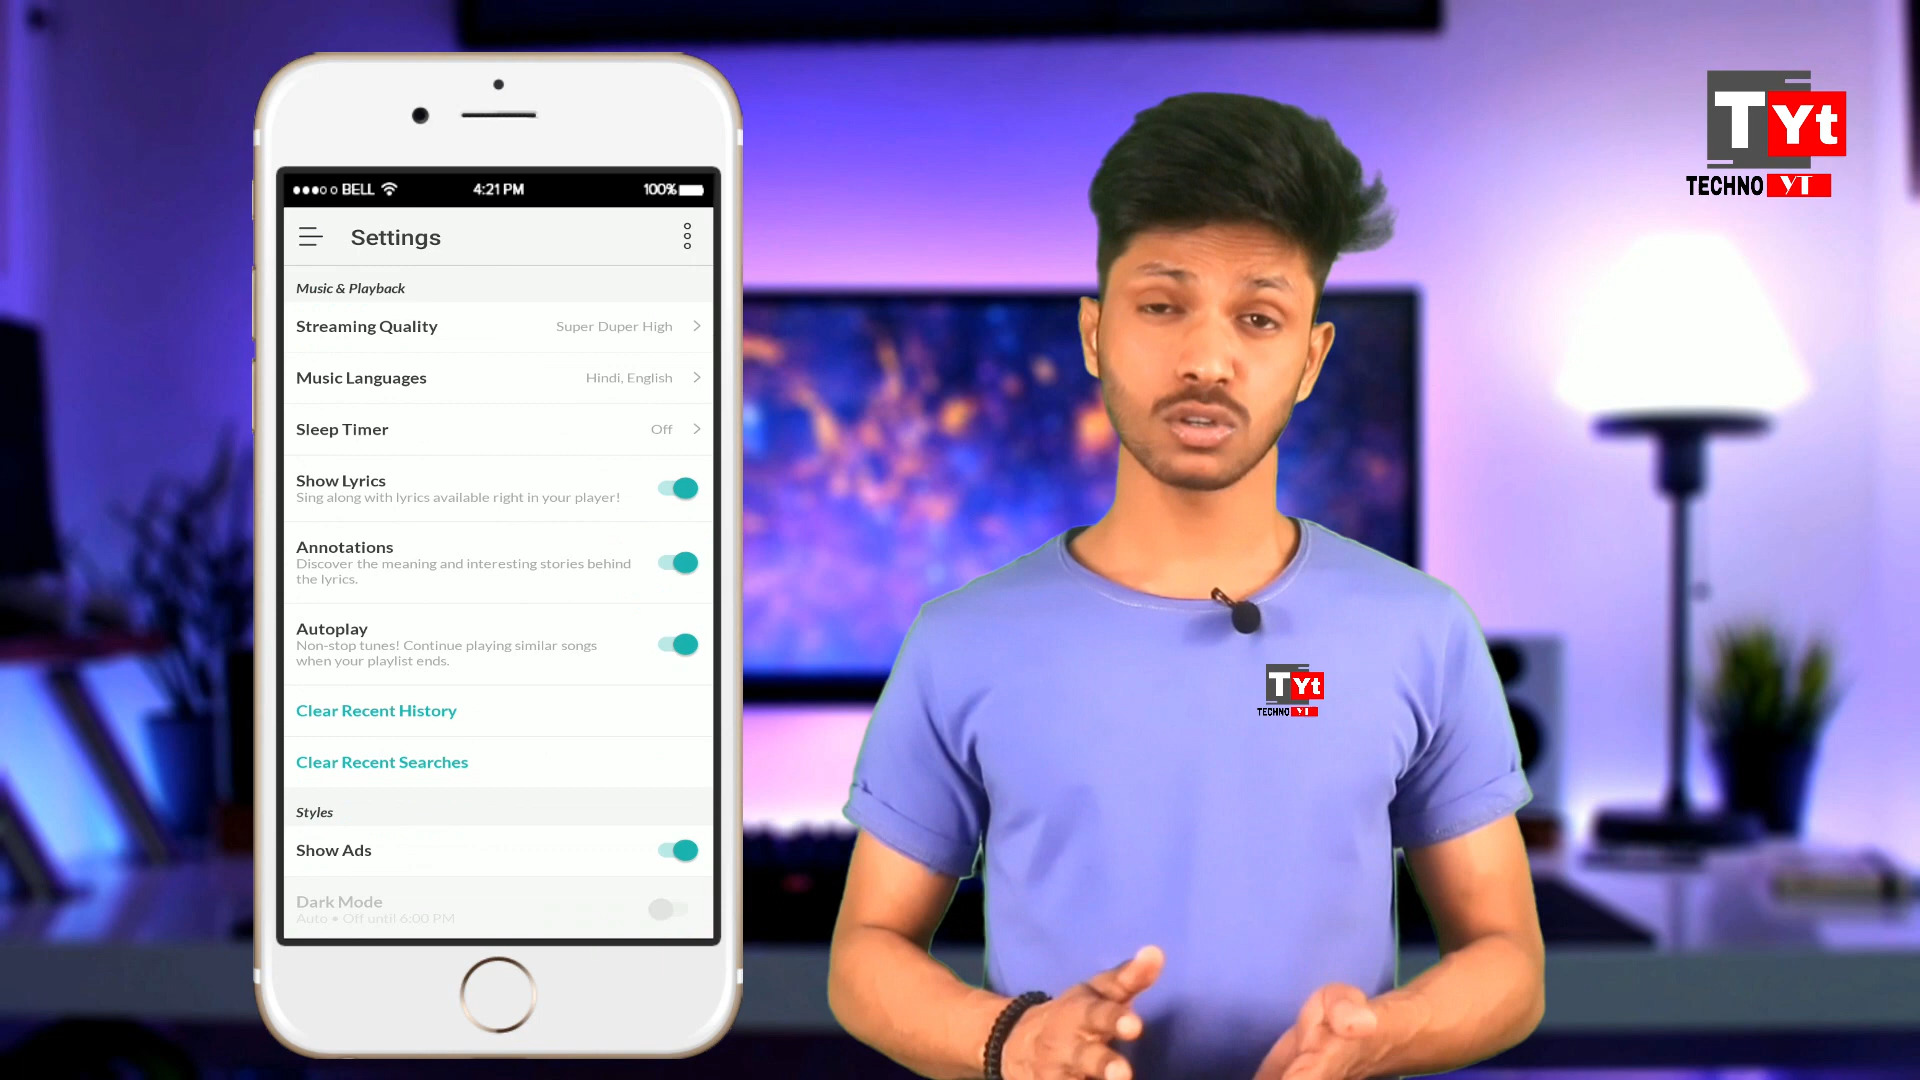 BELL
4:21 PM
100%
Settings
Music & Playback
Streaming Quality
Super Duper High
Music Languages
Hindi, English
Sleep Timer
Off
Show Lyrics
Sing along with lyrics available right in your player!
Annotations
Discover the meaning and interesting stories behind
the lyrics.
Autoplay
Non-stop tunes! Continue playing similar songs
when your playlist ends.
Clear Recent History
Clear Recent Searches
Styles
Show Ads
Dark Mode
Auto • Off until 6:00 PM
TYt
TECHNO YT
TYt
TECHNO YT